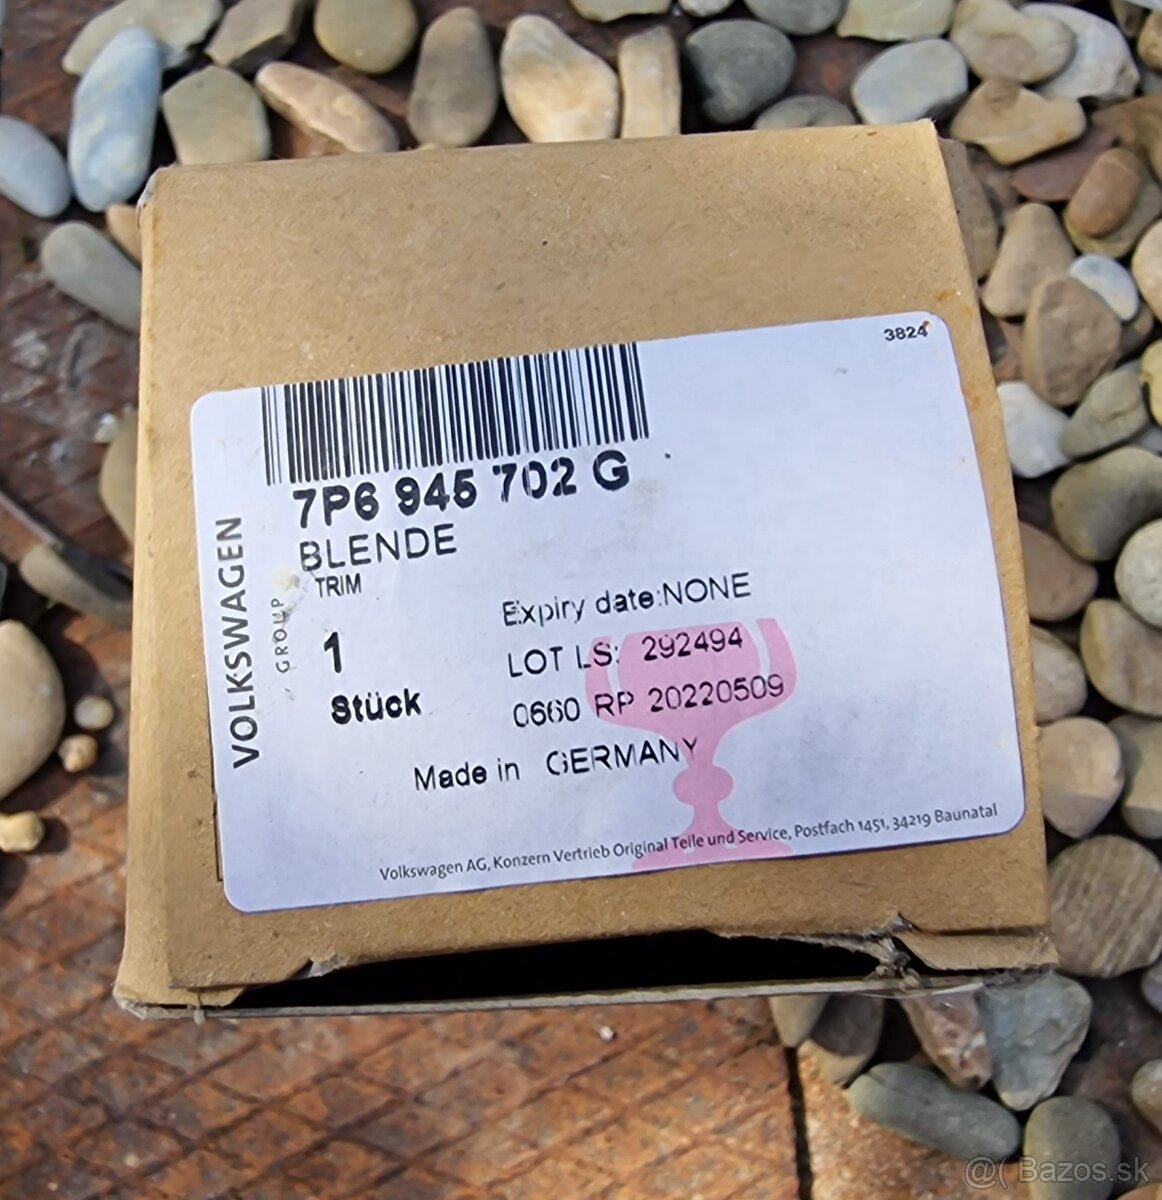 3824
7P6 945 702 G
BLENDE
TRIM
VOLKSWAGEN
GROUP
1
Stück
Expiry date:NONE
LOT LS: 292494
0660 RP 20220509
Made in GERMANY
Volkswagen AG, Konzern Vertrieb Original Teile und Service, Postfach 1451, 34219 Baunatal
@( Bazos.sk